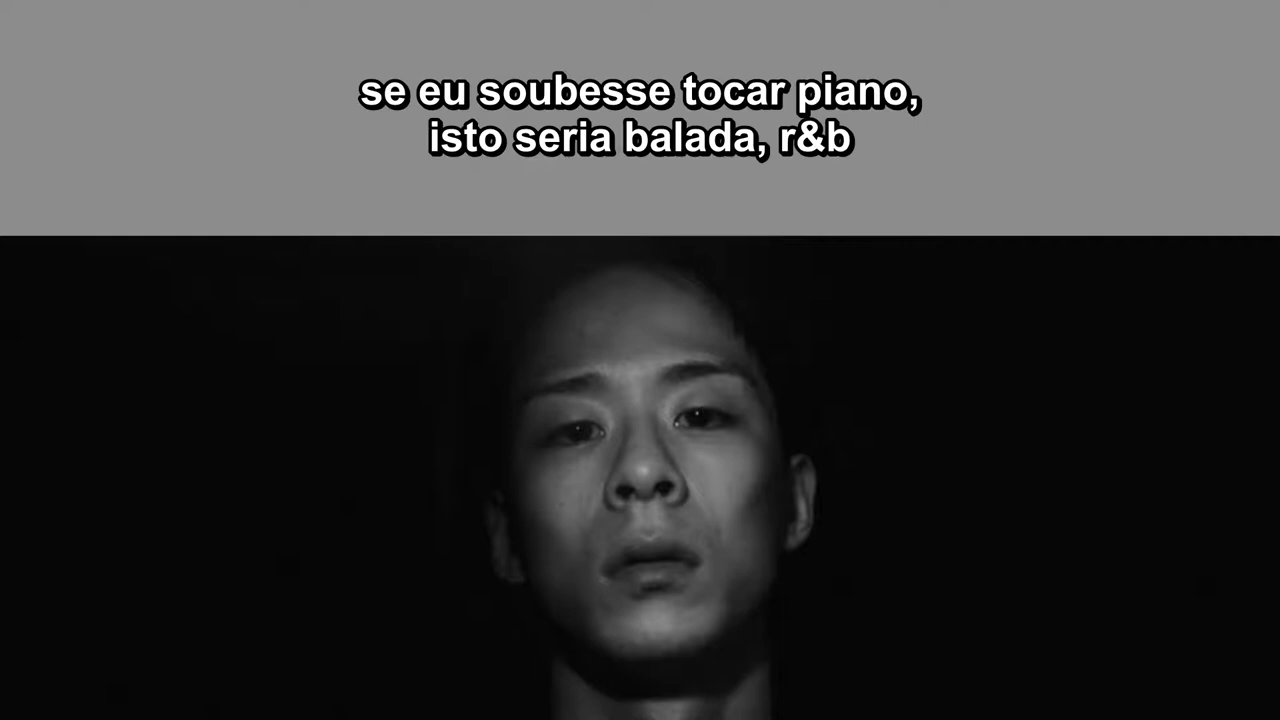 se eu soubesse tocar piano,
isto seria balada, r&b